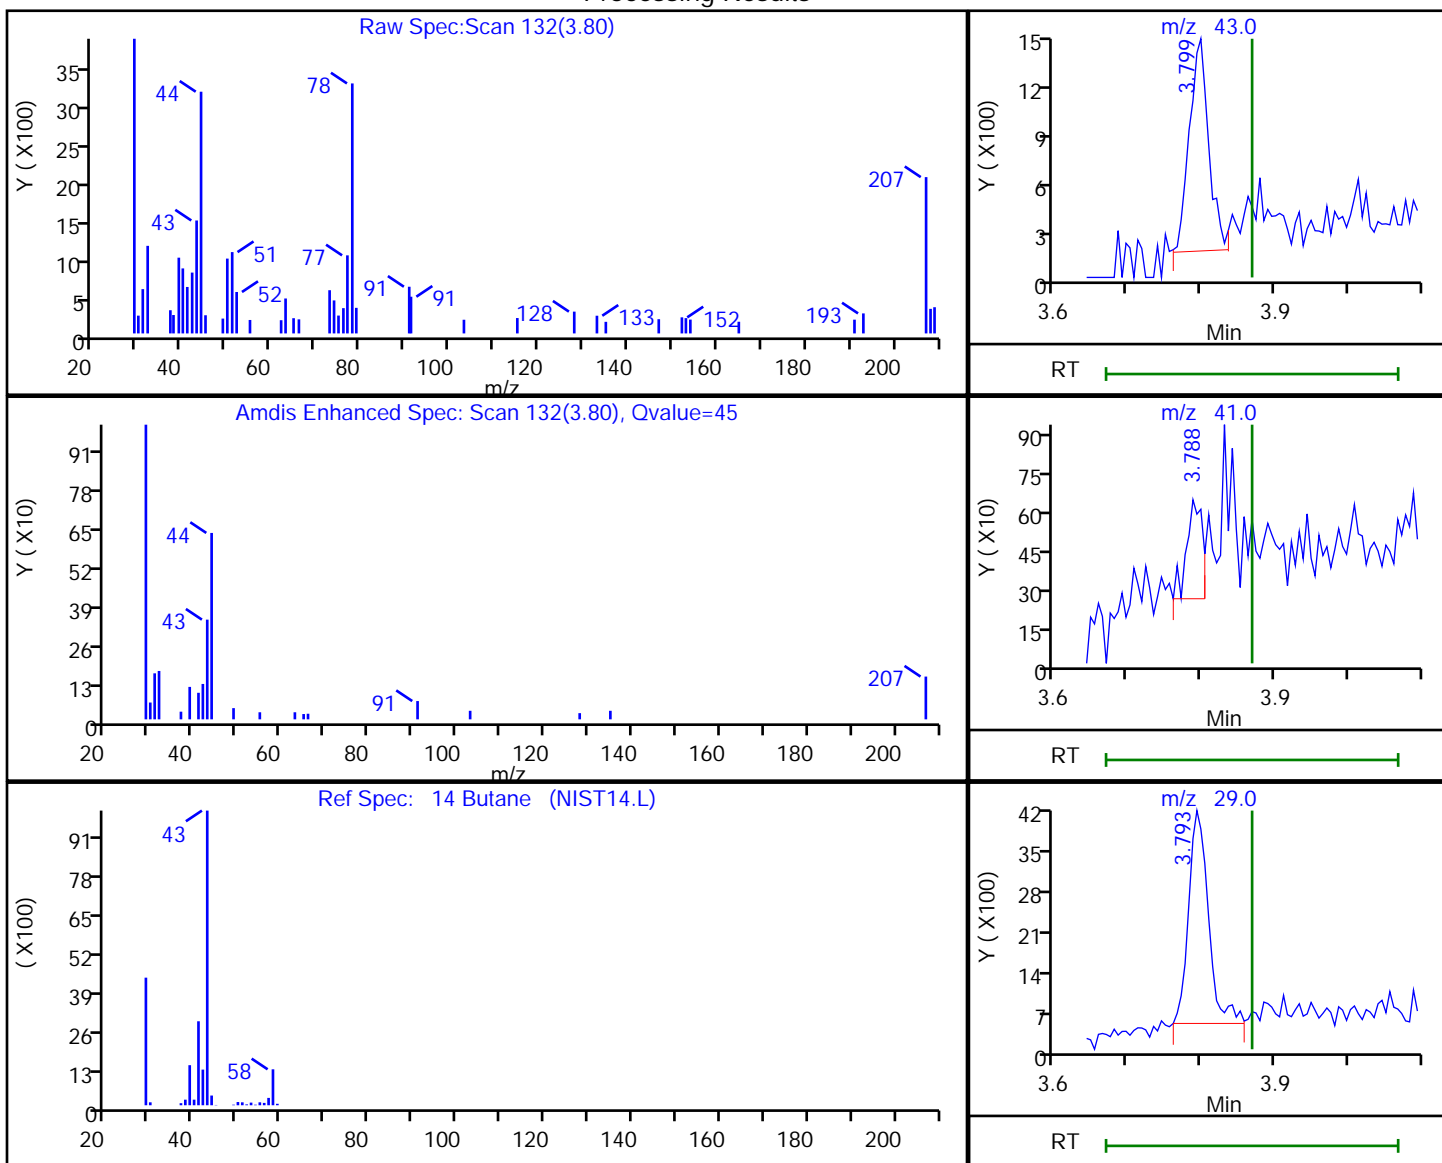 Processing Results
Raw Spec:Scan 132(3.80)
Y ( X100)
35
30
25
20
15
10
5
0
44
43
51
52
78
77
91
91
128
133
152
193
207
20 40 60 80 100 120 140 160 180 200
m/z
m/z 43.0
Y ( X100)
15
12
9
6
3
0
3.799
3.6 3.9
Min
RT
Amdis Enhanced Spec: Scan 132(3.80), Qvalue=45
Y ( X10)
91
78
65
52
39
26
13
0
44
43
91
207
20 40 60 80 100 120 140 160 180 200
m/z
m/z 41.0
Y ( X10)
90
75
60
45
30
15
0
3.788
3.6 3.9
Min
RT
Ref Spec: 14 Butane (NIST14.L)
( X100)
91
78
65
52
39
26
13
0
43
58
20 40 60 80 100 120 140 160 180 200
m/z 29.0
Y ( X100)
42
35
28
21
14
7
0
3.793
3.6 3.9
Min
RT